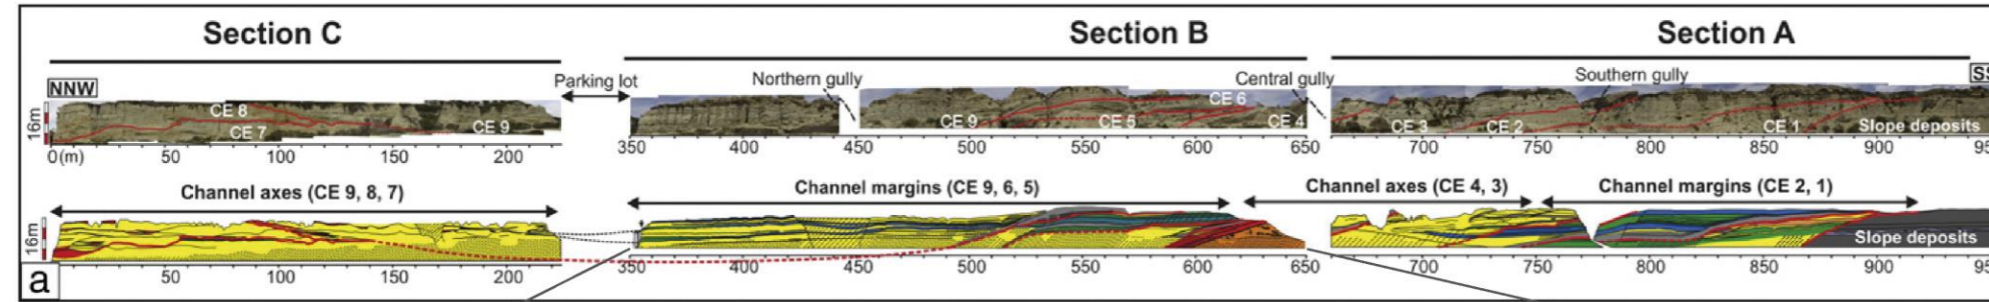 Section C Section B Section A
NNW Parking lot Northern gully Central gully Southern gully
16m CE 8 CE 7 CE 9 CE 9 CE 5 CE 6 CE 4 CE 3 CE 2 CE 1 Slope deposits
0(m) 50 100 150 200 350 400 450 500 550 600 650 700 750 800 850 900
Channel axes (CE 9, 8, 7) Channel margins (CE 9, 6, 5) Channel axes (CE 4, 3) Channel margins (CE 2, 1)
16m Slope deposits
a 50 100 150 200 350 400 450 500 550 600 650 700 750 800 850 900